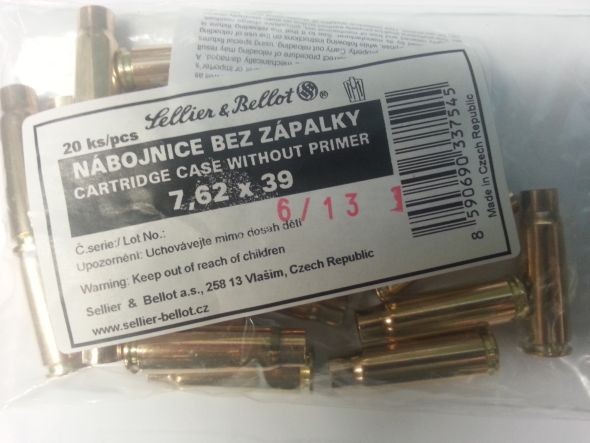 20 ks/pcs Sellier & Bellot ®
NÁBOJNICE BEZ ZÁPALKY
CARTRIDGE CASE WITHOUT PRIMER
7,62 x 39
6/13 1
Č.serie:/ Lot No.:
Upozornění: Uchovávejte mimo dosah dětí
Warning: Keep out of reach of children
Sellier & Bellot a.s., 258 13 Vlašim, Czech Republic
www.sellier-bellot.cz
8 590690 337545
Made in Czech Republic